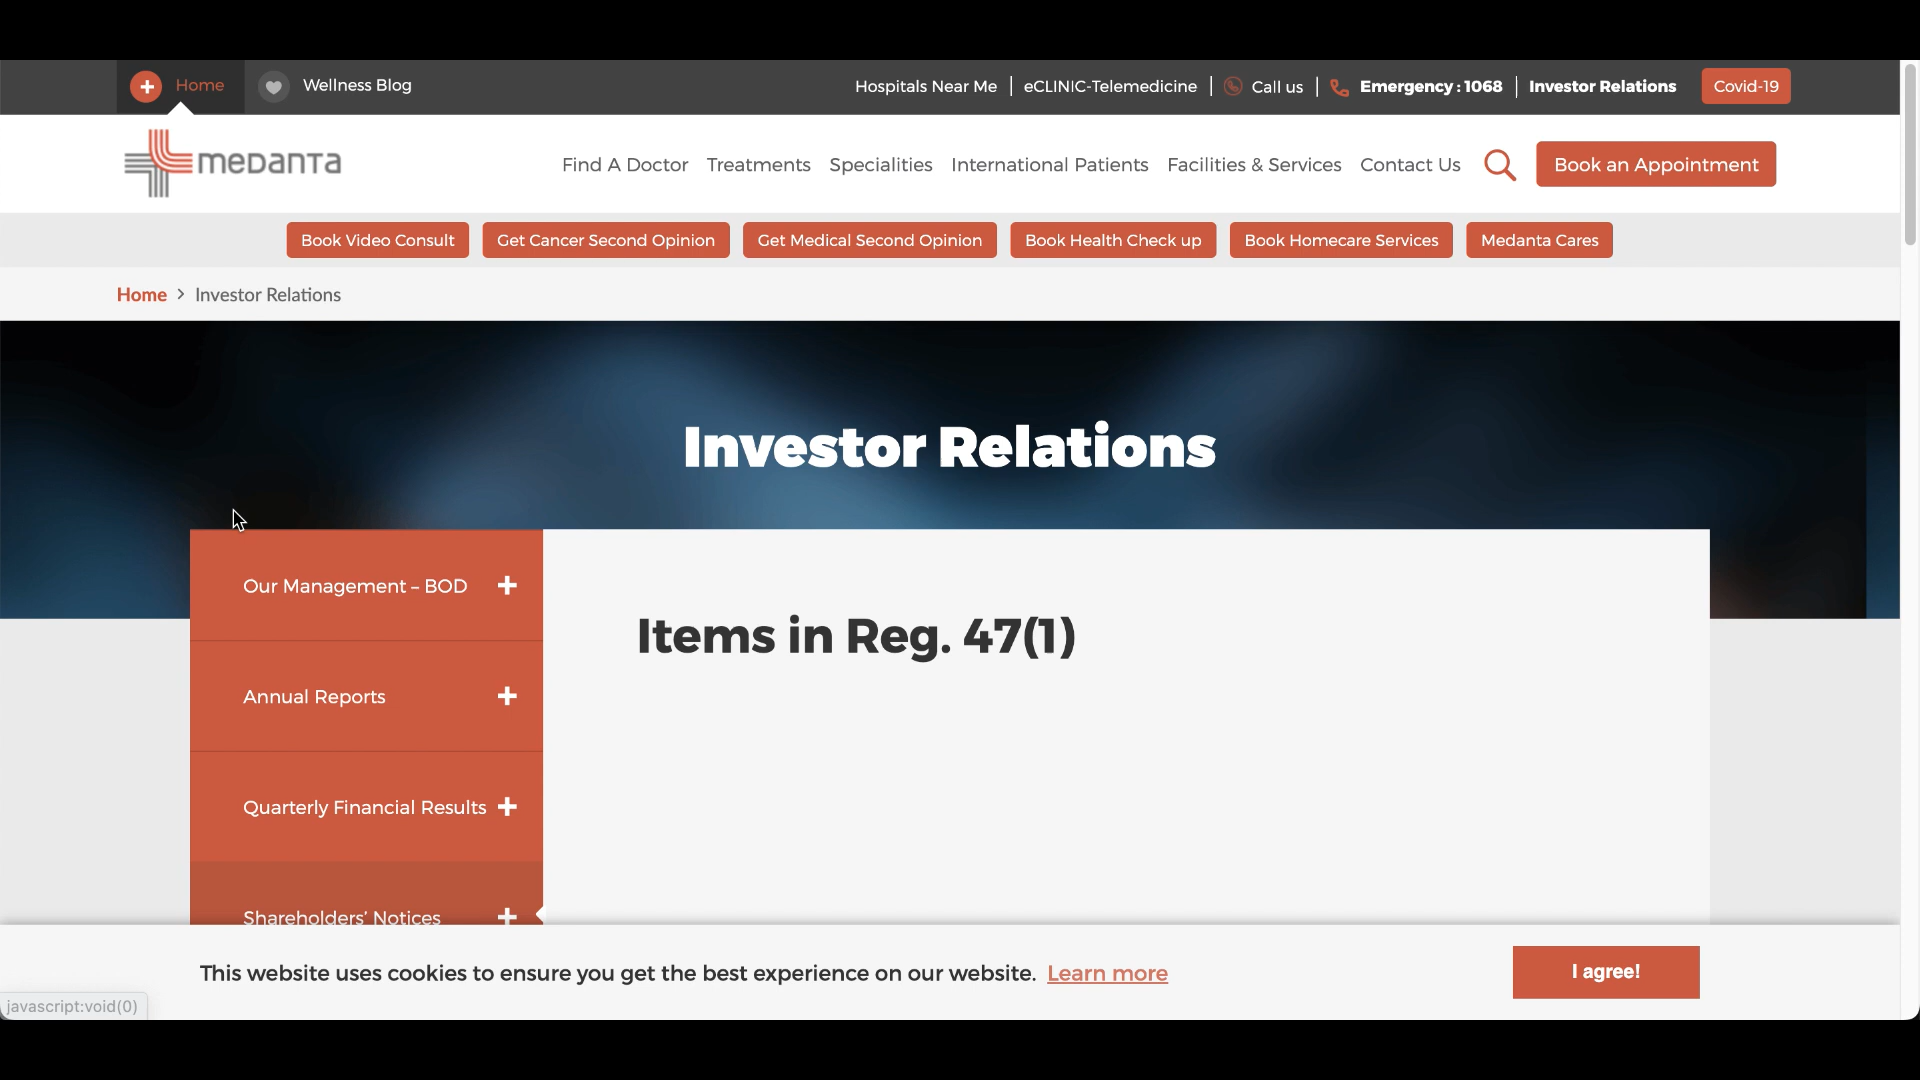 Home
Wellness Blog
Hospitals Near Me
eCLINIC-Telemedicine
Call us
Emergency : 1068
Investor Relations
Covid-19
medanta
Find A Doctor
Treatments
Specialities
International Patients
Facilities & Services
Contact Us
Book an Appointment
Book Video Consult
Get Cancer Second Opinion
Get Medical Second Opinion
Book Health Check up
Book Homecare Services
Medanta Cares
Home > Investor Relations
Investor Relations
Our Management – BOD
Annual Reports
Quarterly Financial Results
Shareholders’ Notices
Items in Reg. 47(1)
This website uses cookies to ensure you get the best experience on our website. Learn more
I agree!
javascript:void(0)